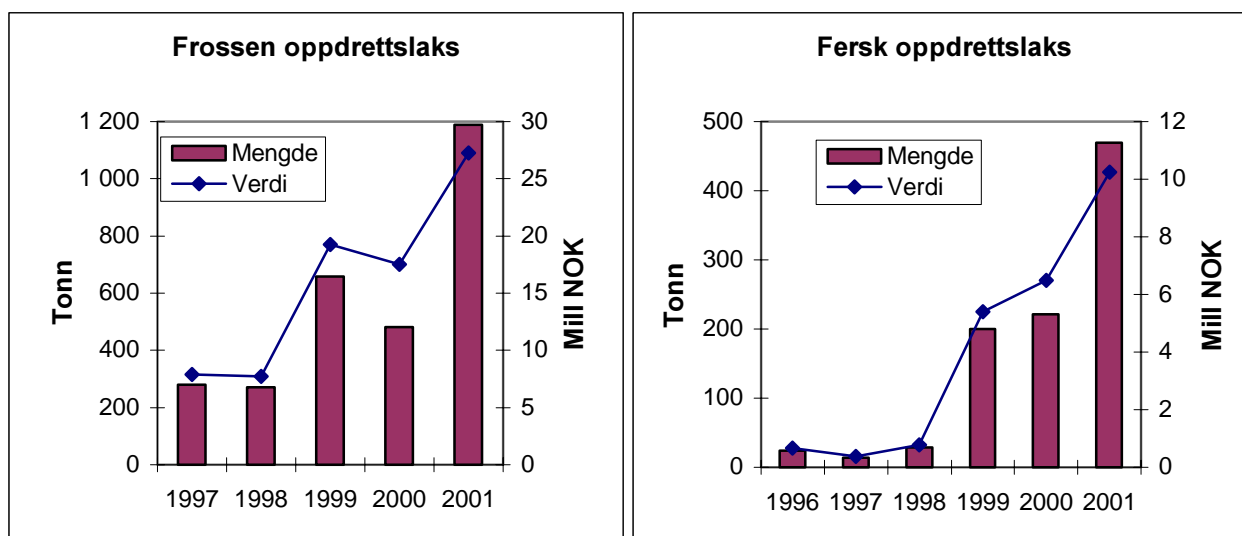 Frossen oppdrettslaks
1 200
1 000
800
600
400
200
0
Tonn
30
25
20
15
10
5
0
Mill NOK
Mengde
Verdi
1997 1998 1999 2000 2001
Fersk oppdrettslaks
500
400
300
200
100
0
Tonn
12
10
8
6
4
2
0
Mill NOK
Mengde
Verdi
1996 1997 1998 1999 2000 2001